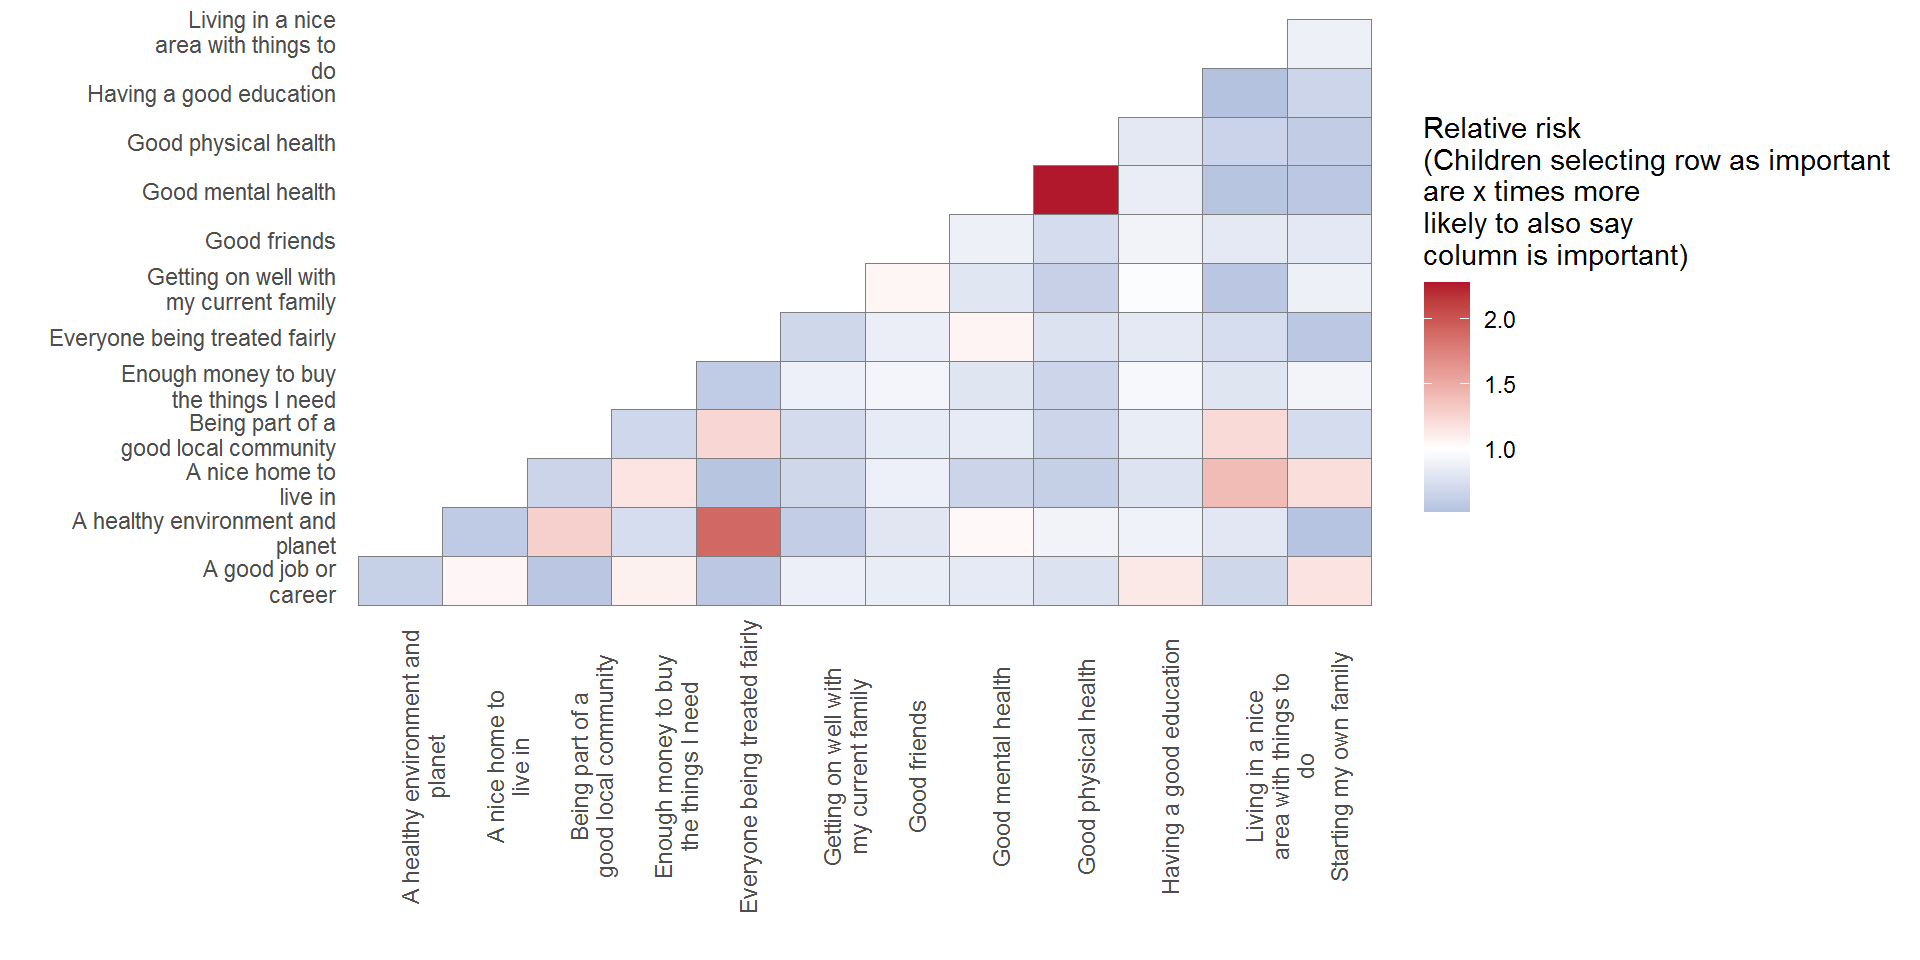 Living in a nice
area with things to
do
Having a good education
Good physical health
Good mental health
Good friends
Getting on well with
my current family
Everyone being treated fairly
Enough money to buy
the things I need
Being part of a
good local community
A nice home to
live in
A healthy environment and
planet
A good job or
career
A healthy environment and
planet
A nice home to
live in
Being part of a
good local community
Enough money to buy
the things I need
Everyone being treated fairly
Getting on well with
my current family
Good friends
Good mental health
Good physical health
Having a good education
Living in a nice
area with things to
do
Starting my own family
Relative risk
(Children selecting row as important
are x times more
likely to also say
column is important)
2.0
1.5
1.0